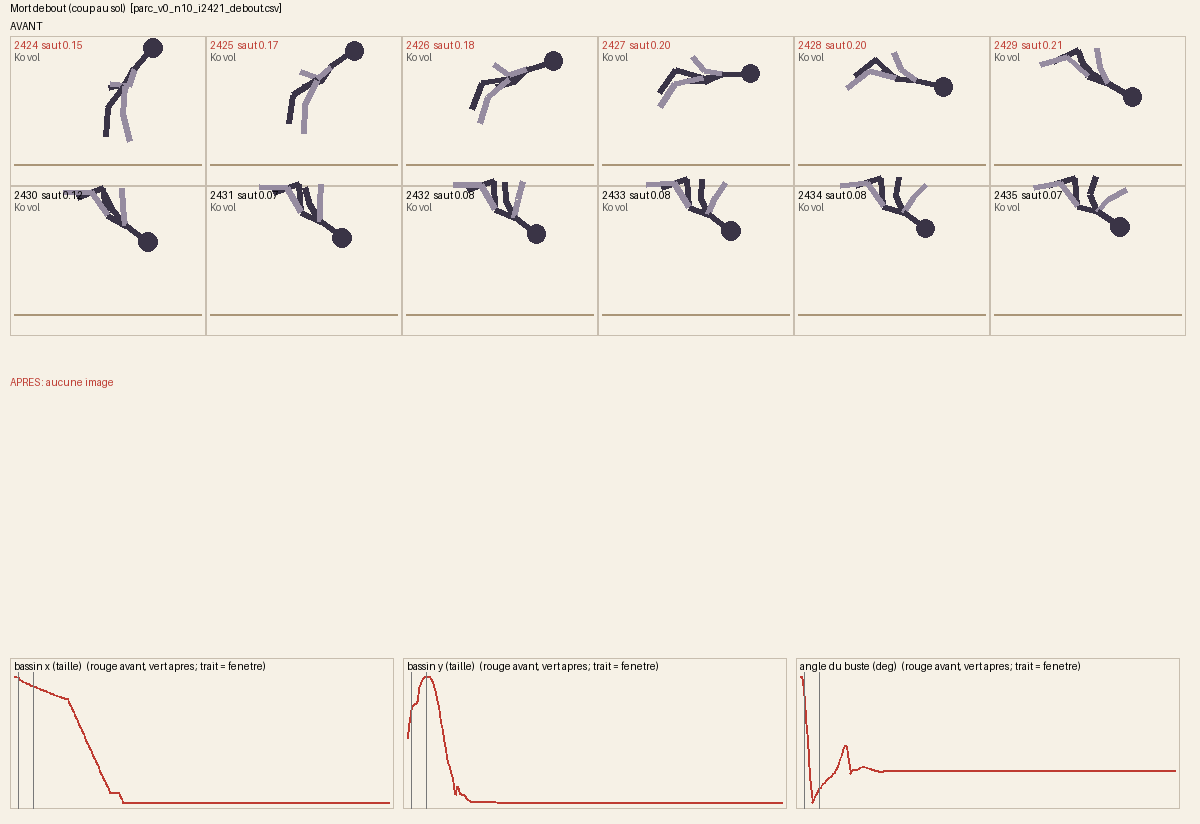 Mort debout (coup au sol)  [parc_v0_n10_i2421_debout.csv]
AVANT
2424 saut 0.15
Ko vol
2425 saut 0.17
Ko vol
2426 saut 0.18
Ko vol
2427 saut 0.20
Ko vol
2428 saut 0.20
Ko vol
2429 saut 0.21
Ko vol
2430 saut 0.12
Ko vol
2431 saut 0.07
Ko vol
2432 saut 0.08
Ko vol
2433 saut 0.08
Ko vol
2434 saut 0.08
Ko vol
2435 saut 0.07
Ko vol
APRES: aucune image
bassin x (taille)  (rouge avant, vert apres; trait = fenetre)
bassin y (taille)  (rouge avant, vert apres; trait = fenetre)
angle du buste (deg)  (rouge avant, vert apres; trait = fenetre)